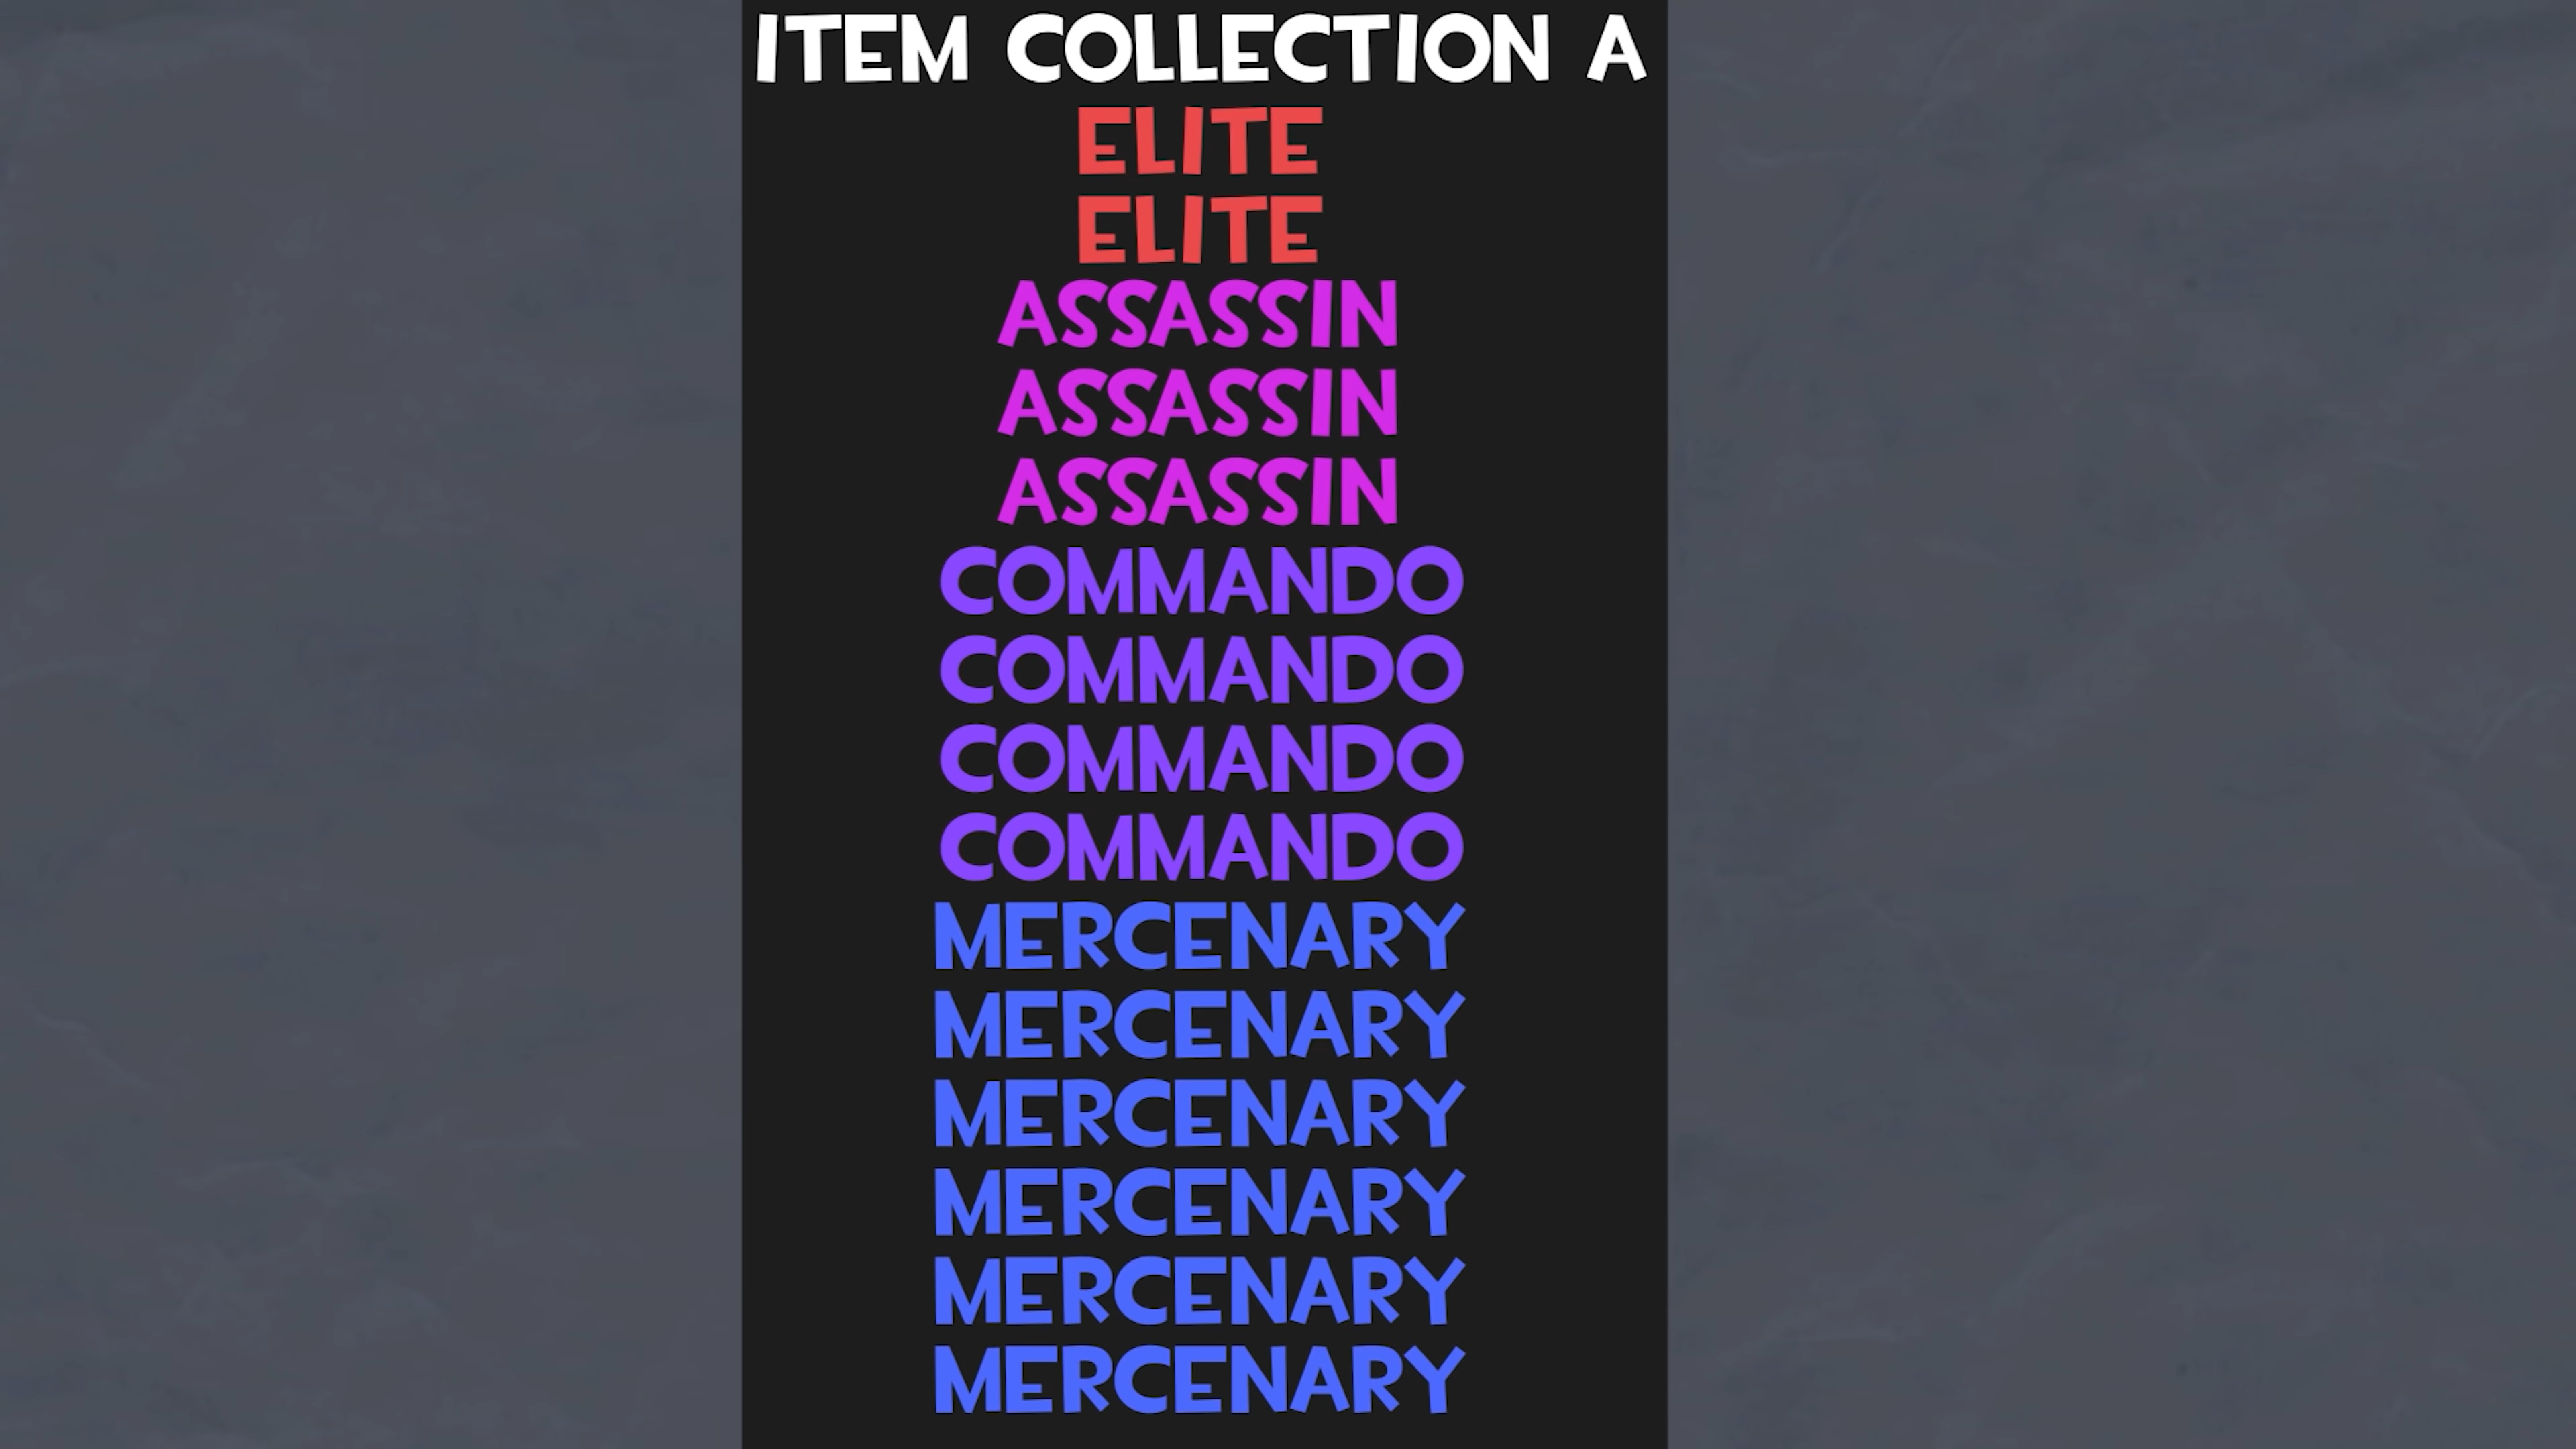 ITEM COLLECTION A
ELITE
ELITE
ASSASSIN
ASSASSIN
ASSASSIN
COMMANDO
COMMANDO
COMMANDO
COMMANDO
MERCENARY
MERCENARY
MERCENARY
MERCENARY
MERCENARY
MERCENARY